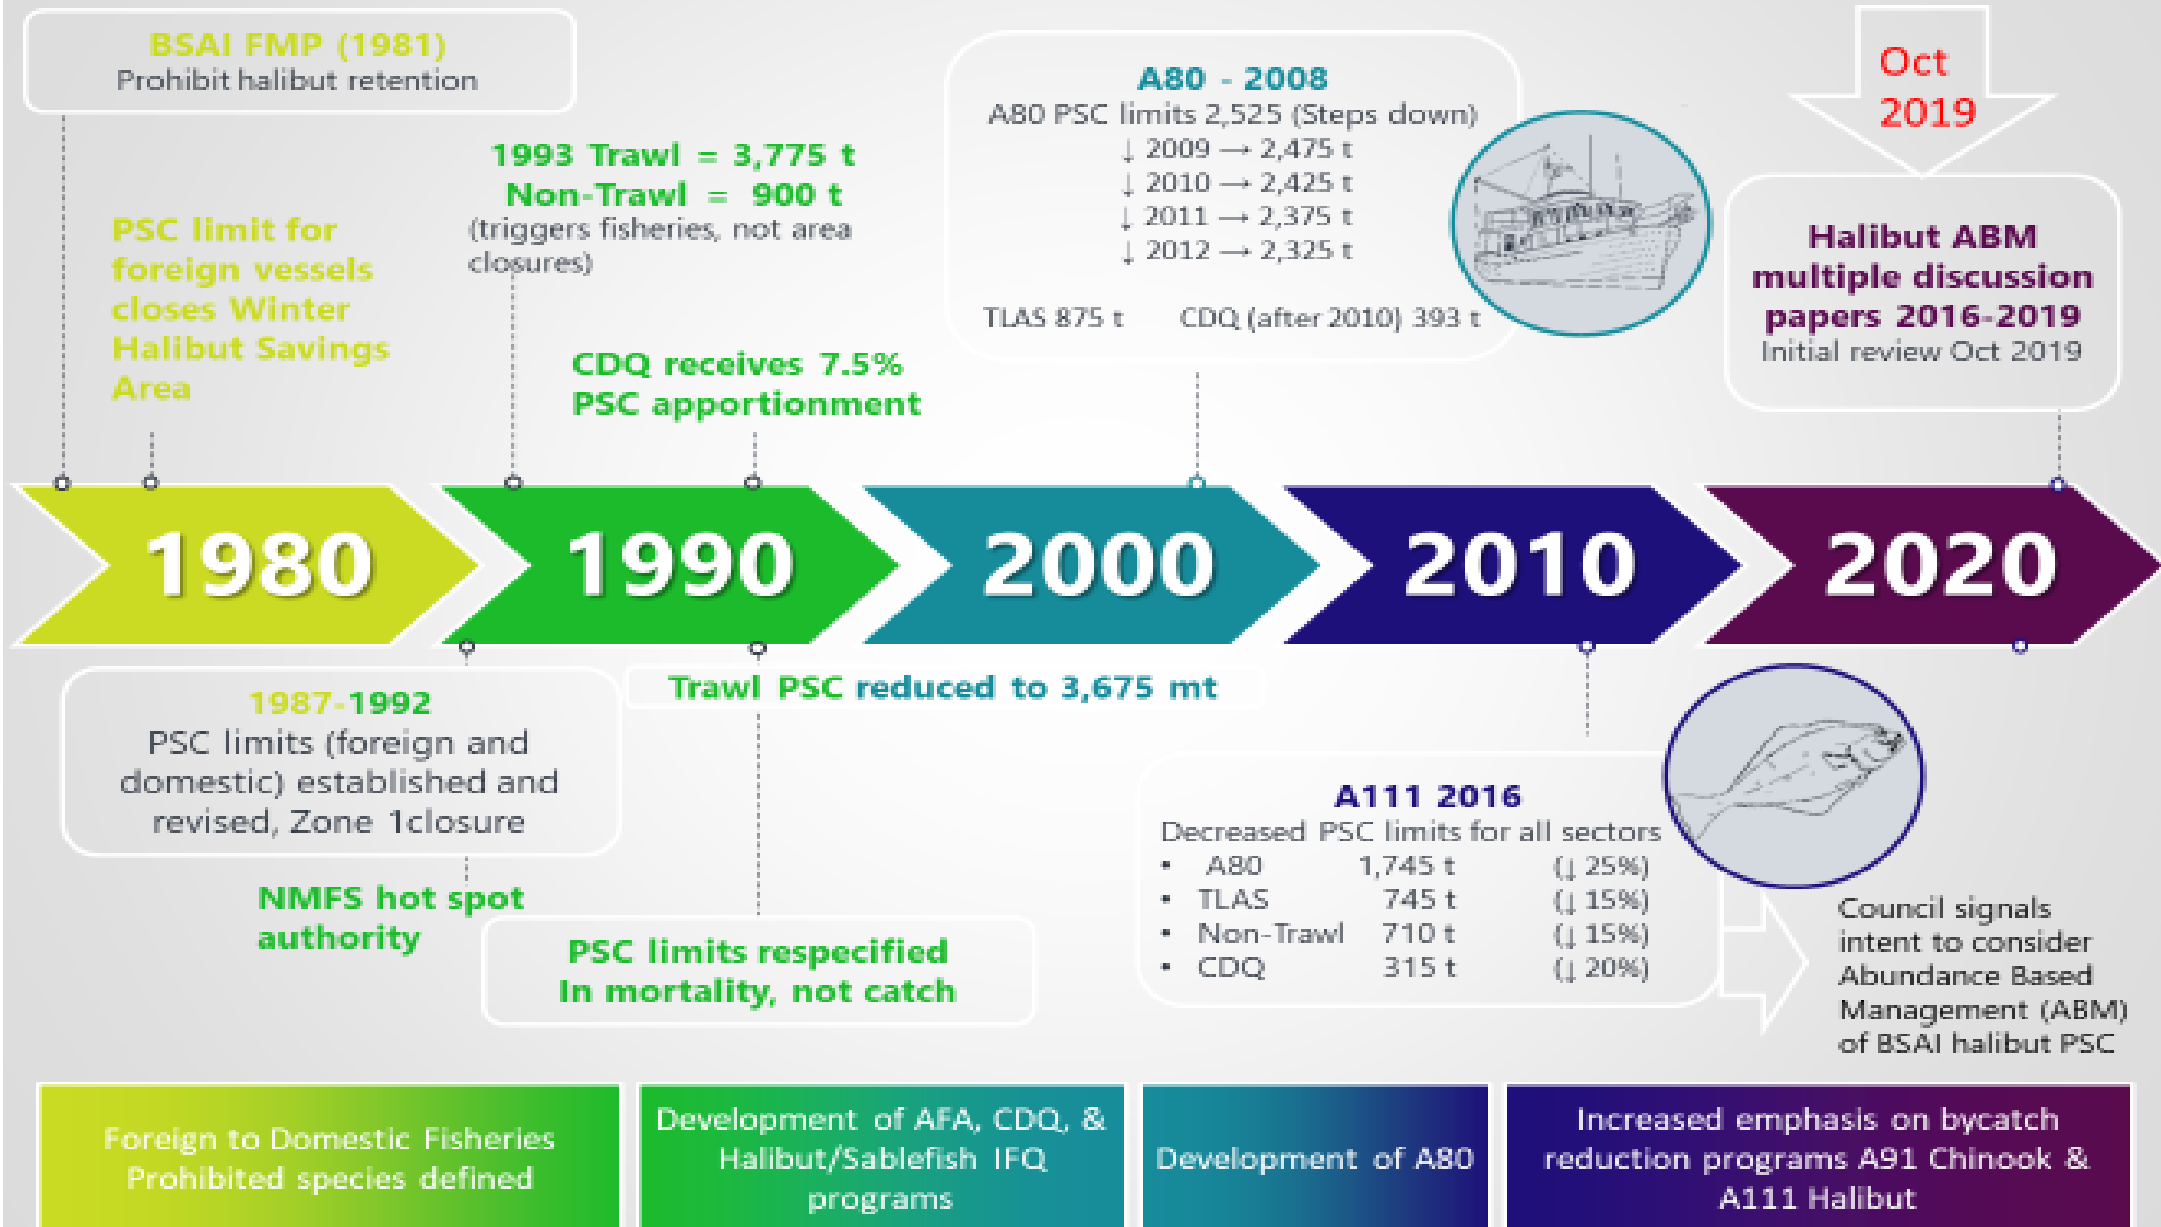 BSAI FMP (1981)
Prohibit halibut retention
PSC limit for
foreign vessels
closes Winter
Halibut Savings
Area
1993 Trawl = 3,775 t
Non-Trawl = 900 t
(triggers fisheries, not area
closures)
CDQ receives 7.5%
PSC apportionment
A80 - 2008
A80 PSC limits 2,525 (Steps down)
↓ 2009 → 2,475 t
↓ 2010 → 2,425 t
↓ 2011 → 2,375 t
↓ 2012 → 2,325 t
TLAS 875 t CDQ (after 2010) 393 t
Oct
2019
Halibut ABM
multiple discussion
papers 2016-2019
Initial review Oct 2019
1980 1990 2000 2010 2020
1987-1992
PSC limits (foreign and
domestic) established and
revised, Zone 1closure
NMFS hot spot
authority
Trawl PSC reduced to 3,675 mt
PSC limits respecified
In mortality, not catch
A111 2016
Decreased PSC limits for all sectors
• A80 1,745 t (↓ 25%)
• TLAS 745 t (↓ 15%)
• Non-Trawl 710 t (↓ 15%)
• CDQ 315 t (↓ 20%)
Council signals
intent to consider
Abundance Based
Management (ABM)
of BSAI halibut PSC
Foreign to Domestic Fisheries
Prohibited species defined
Development of AFA, CDQ, &
Halibut/Sablefish IFQ
programs
Development of A80
Increased emphasis on bycatch
reduction programs A91 Chinook &
A111 Halibut